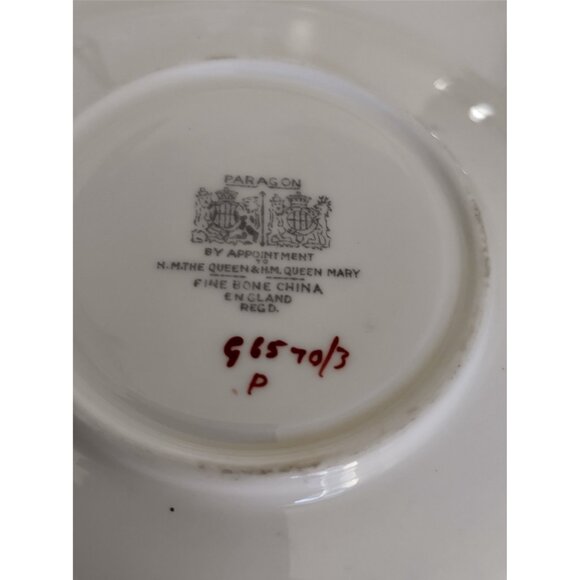 PARAGON
BY APPOINTMENT
TO
H.M.THE QUEEN & H.M. QUEEN MARY
FINE BONE CHINA
ENGLAND
REGD.
G6570/3
P